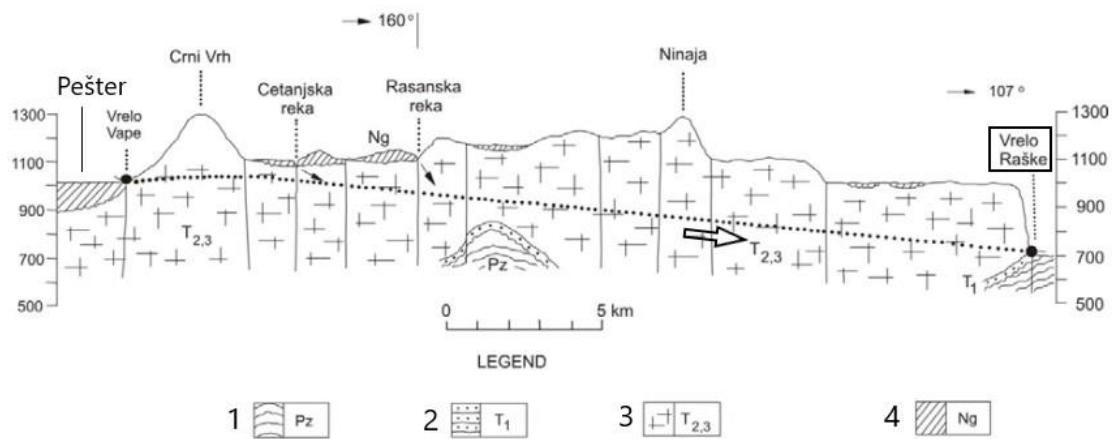 160°
Crni Vrh
Ninaja
Pešter
Cetanjska
reka
Rasanska
reka
107°
1300
Vrelo
Vape
Ng
1300
Vrelo
Raške
1100
1100
900
900
T2,3
T2,3
700
Pz
700
T1
500
500
0 5 km
LEGEND
1 Pz 2 T1 3 T2,3 4 Ng